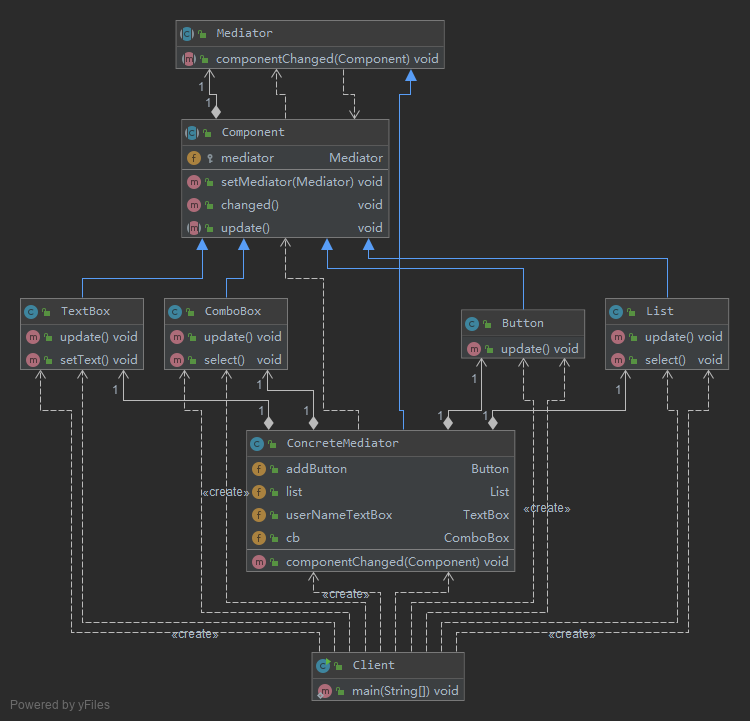 Mediator
componentChanged(Component) void
1
1
Component
mediator Mediator
setMediator(Mediator) void
changed() void
update() void
TextBox
update() void
setText() void
ComboBox
update() void
select() void
Button
update() void
List
update() void
select() void
1
1
1
1
1
1
1
1
ConcreteMediator
addButton Button
list List
userNameTextBox TextBox
cb ComboBox
componentChanged(Component) void
«create»
«create»
«create»
«create»
«create»
Client
main(String[]) void
Powered by yFiles